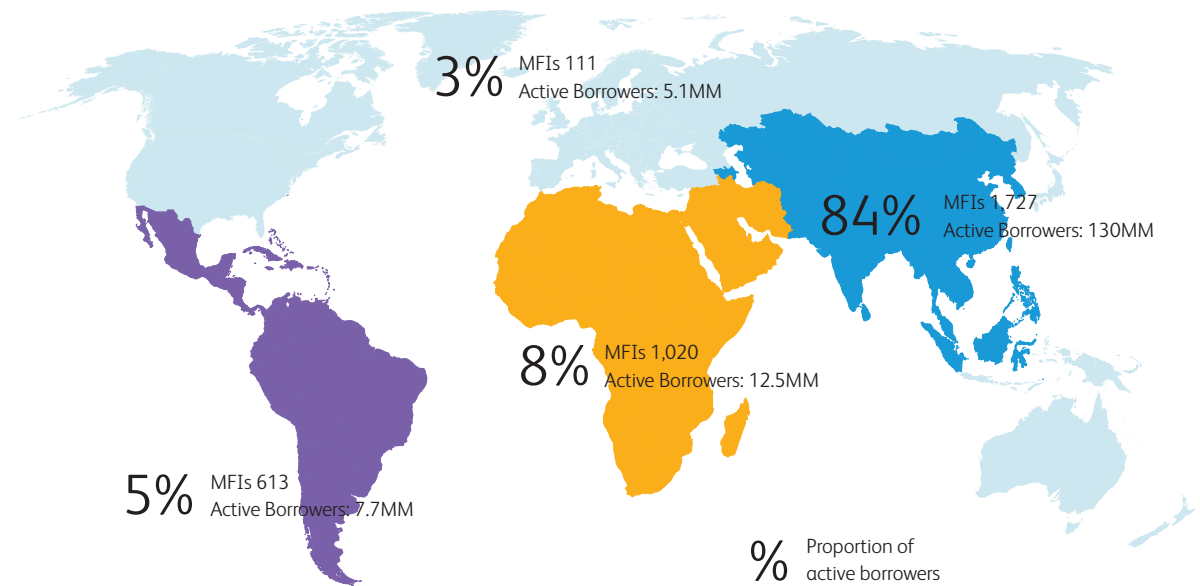 3%
MFIs 111
Active Borrowers: 5.1MM
84%
MFIs 1,727
Active Borrowers: 130MM
8%
MFIs 1,020
Active Borrowers: 12.5MM
5%
MFIs 613
Active Borrowers: 7.7MM
%
Proportion of
active borrowers